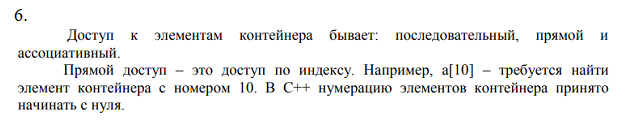 6.
Доступ к элементам контейнера бывает: последовательный, прямой и
ассоциативный.
Прямой доступ – это доступ по индексу. Например, a[10] – требуется найти
элемент контейнера с номером 10. В С++ нумерацию элементов контейнера принято
начинать с нуля.